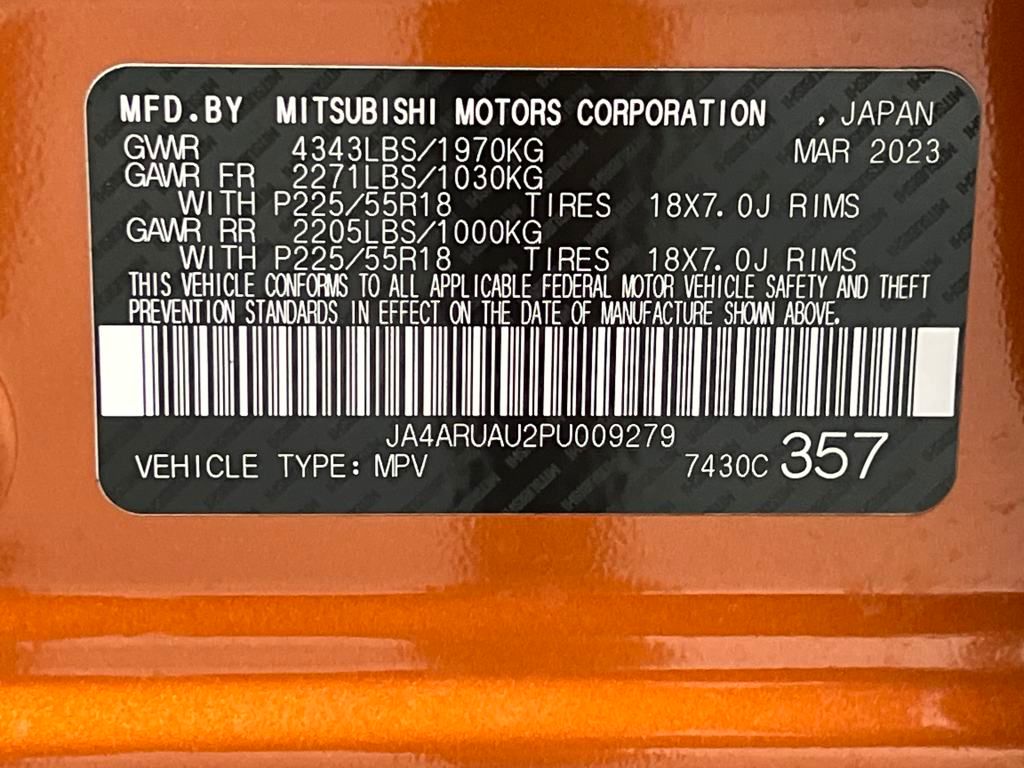 MFD.BY MITSUBISHI MOTORS CORPORATION , JAPAN
GWR 4343LBS/1970KG MAR 2023
GAWR FR 2271LBS/1030KG
WITH P225/55R18 TIRES 18X7.0J RIMS
GAWR RR 2205LBS/1000KG
WITH P225/55R18 TIRES 18X7.0J RIMS
THIS VEHICLE CONFORMS TO ALL APPLICABLE FEDERAL MOTOR VEHICLE SAFETY AND THEFT
PREVENTION STANDARDS IN EFFECT ON THE DATE OF MANUFACTURE SHOWN ABOVE.
JA4ARUAU2PU009279
VEHICLE TYPE: MPV 7430C 357